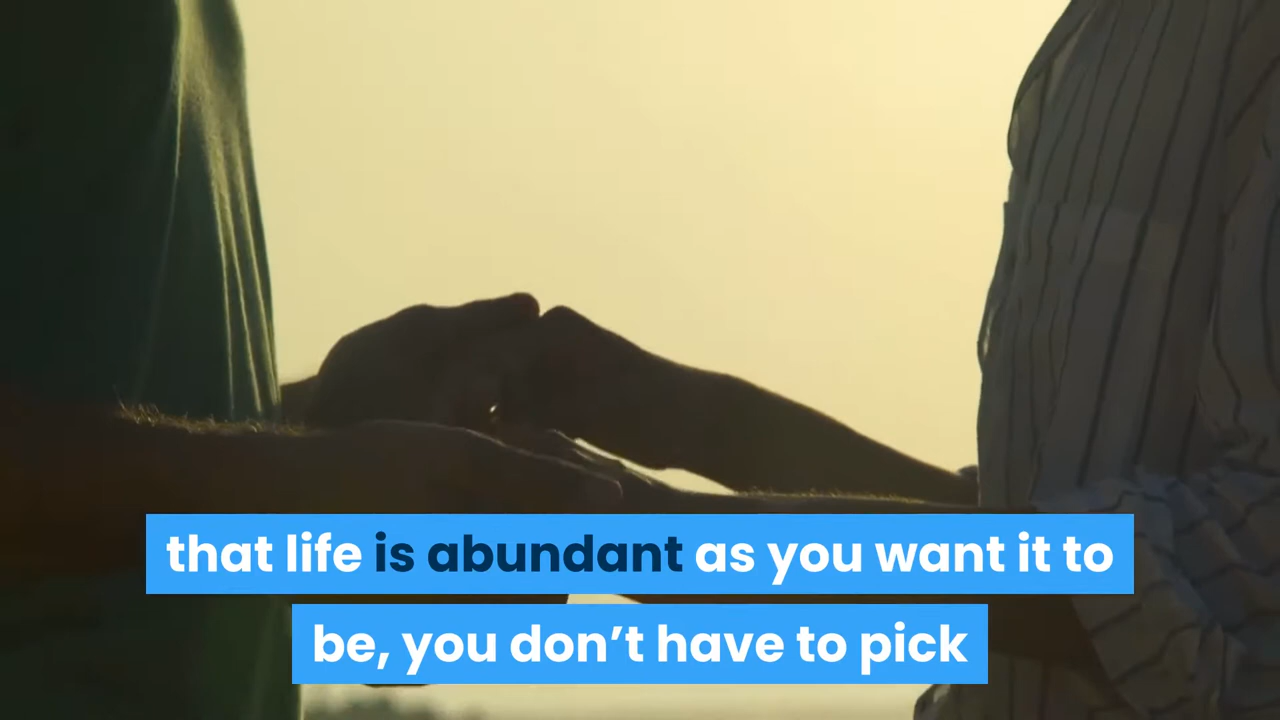 that life is abundant as you want it to
be, you don’t have to pick